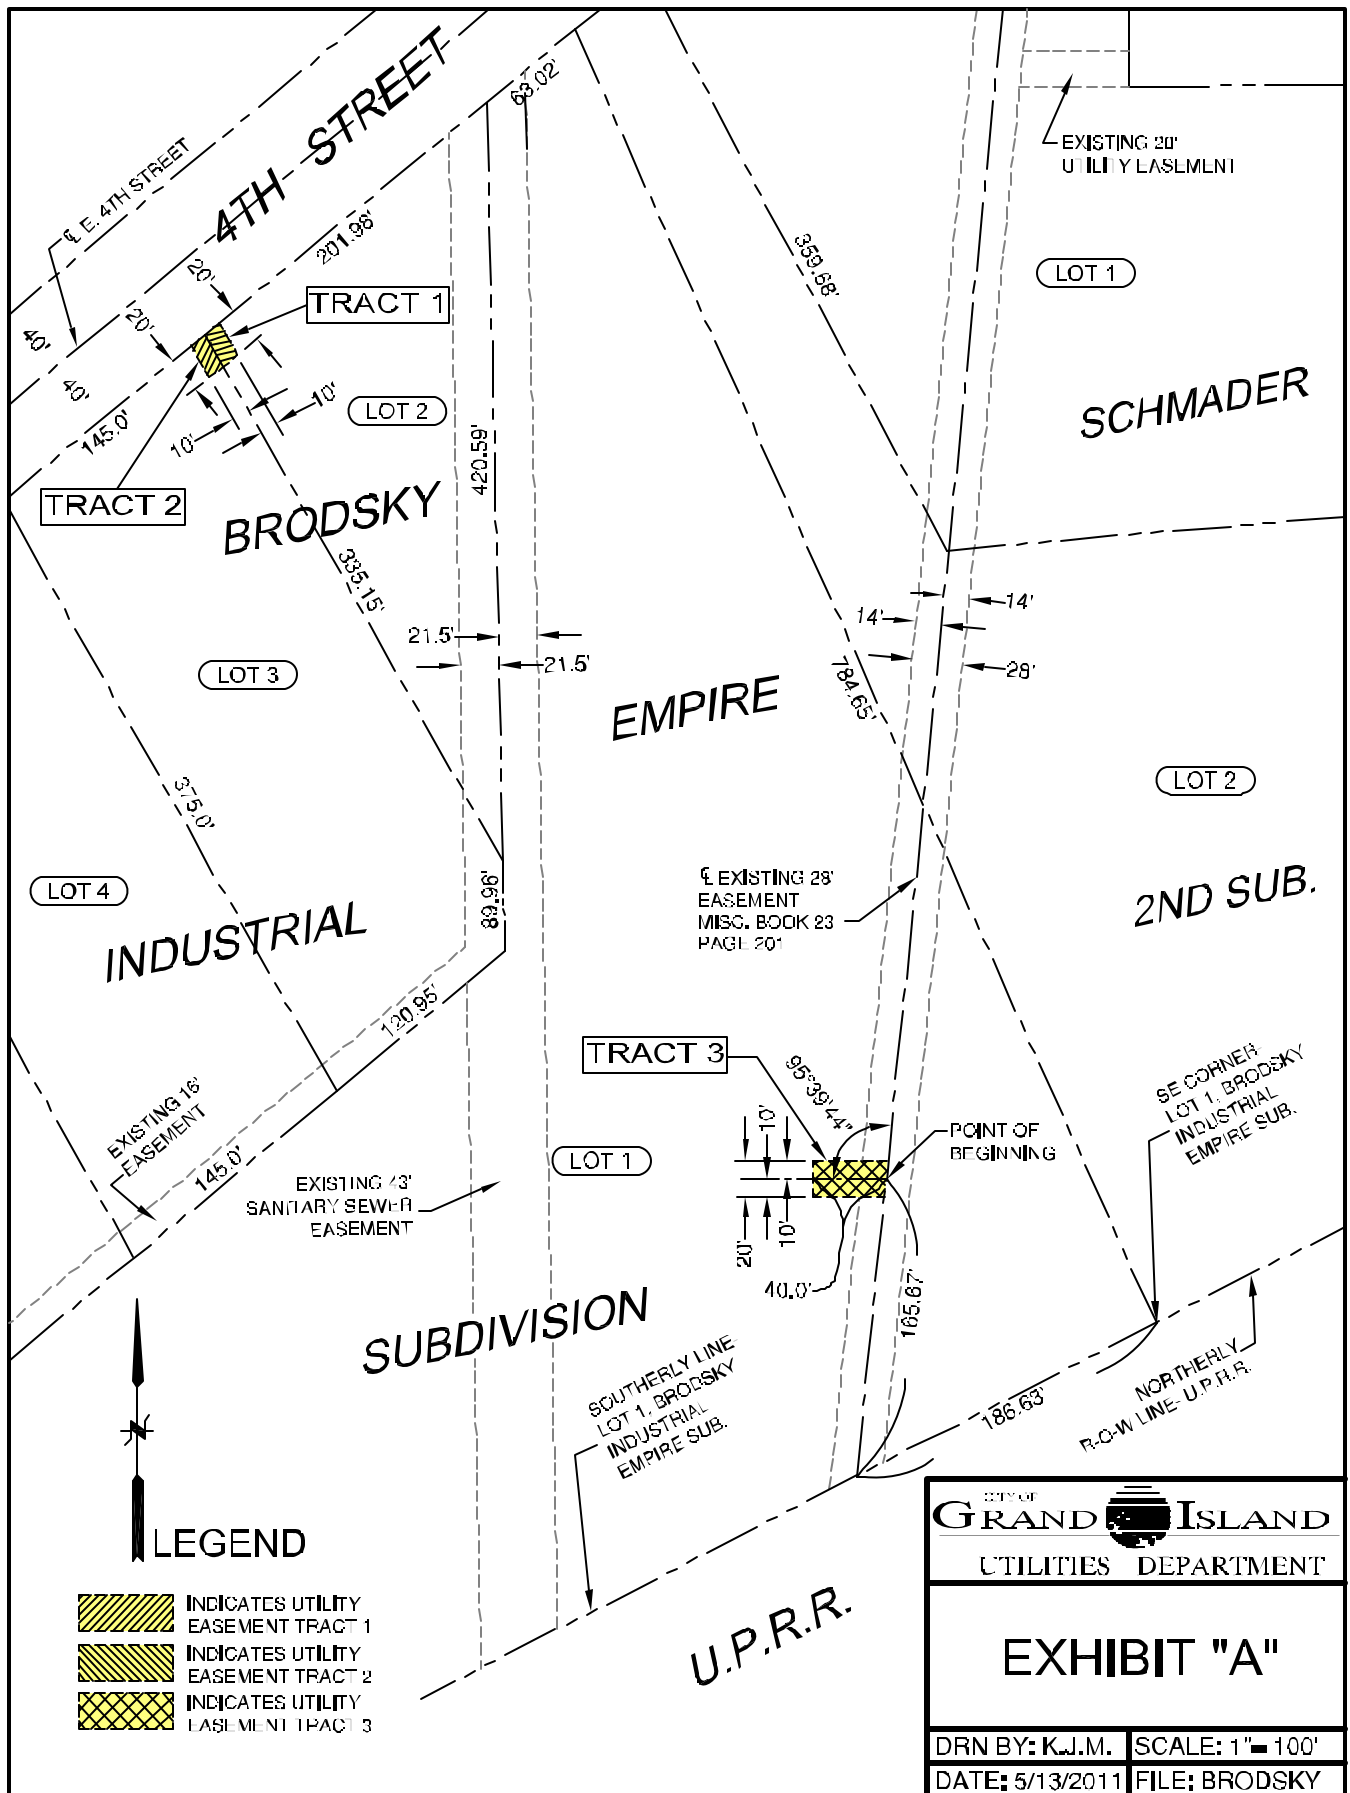 4TH STREET
63.02'
℄ E. 4TH STREET
201.98'
20'
20'
40'
40'
TRACT 1
10'
10'
145.0'
TRACT 2
LOT 2
BRODSKY
420.59'
335.15'
359.68'
EXISTING 20'
UTILITY EASEMENT
LOT 1
SCHMADER
21.5'
21.5'
14'
14'
28'
784.65'
LOT 3
EMPIRE
LOT 2
375.0'
LOT 4
89.96'
℄ EXISTING 28'
EASEMENT
MISC. BOOK 23
PAGE 201
2ND SUB.
INDUSTRIAL
120.95'
TRACT 3
95°39'44"
10'
10'
20'
40.0'
POINT OF
BEGINNING
SE CORNER
LOT 1, BRODSKY
INDUSTRIAL
EMPIRE SUB.
EXISTING 16'
EASEMENT
145.0'
EXISTING 43'
SANITARY SEWER
EASEMENT
LOT 1
165.67'
SUBDIVISION
SOUTHERLY LINE
LOT 1, BRODSKY
INDUSTRIAL
EMPIRE SUB.
186.63'
NORTHERLY
R-O-W LINE- U.P.R.R.
U.P.R.R.
N
LEGEND
INDICATES UTILITY
EASEMENT TRACT 1
INDICATES UTILITY
EASEMENT TRACT 2
INDICATES UTILITY
EASEMENT TRACT 3
CITY OF
GRAND ISLAND
UTILITIES DEPARTMENT
EXHIBIT "A"
DRN BY: K.J.M.
SCALE: 1"= 100'
DATE: 5/13/2011
FILE: BRODSKY